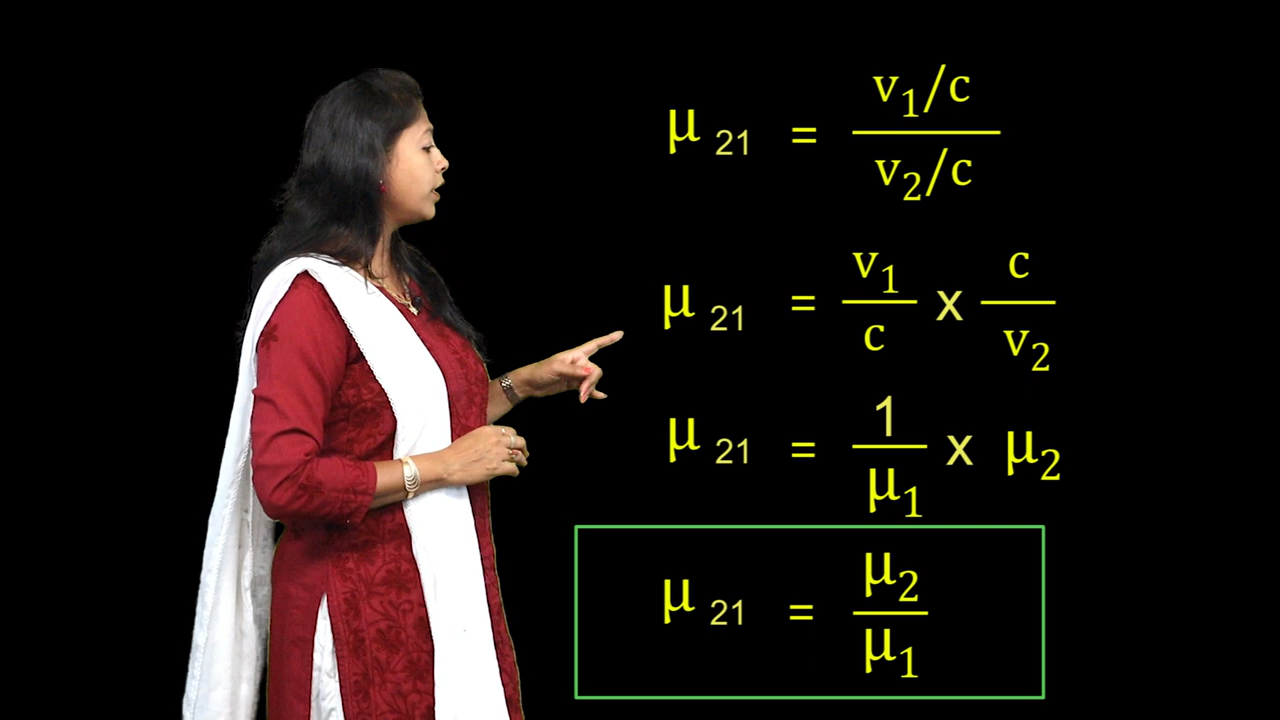 μ 21 = v₁/c / v₂/c
μ 21 = v₁/c x c/v₂
μ 21 = 1/μ₁ x μ₂
μ 21 = μ₂/μ₁